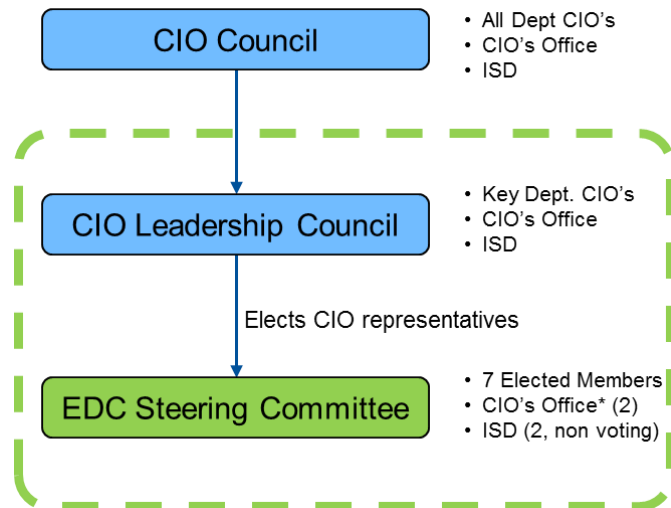 CIO Council
• All Dept CIO’s
• CIO’s Office
• ISD
CIO Leadership Council
• Key Dept. CIO’s
• CIO’s Office
• ISD
Elects CIO representatives
EDC Steering Committee
• 7 Elected Members
• CIO’s Office* (2)
• ISD (2, non voting)